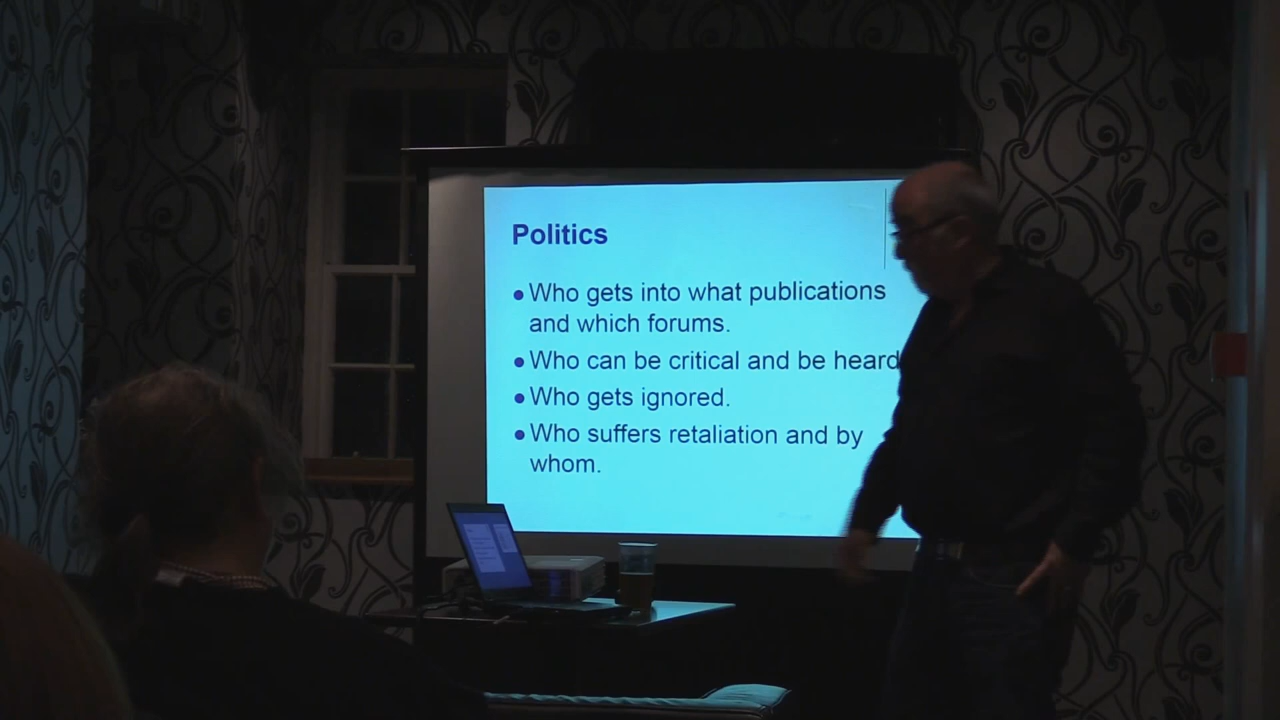 Politics
● Who gets into what publications
and which forums.
● Who can be critical and be heard
● Who gets ignored.
● Who suffers retaliation and by
whom.